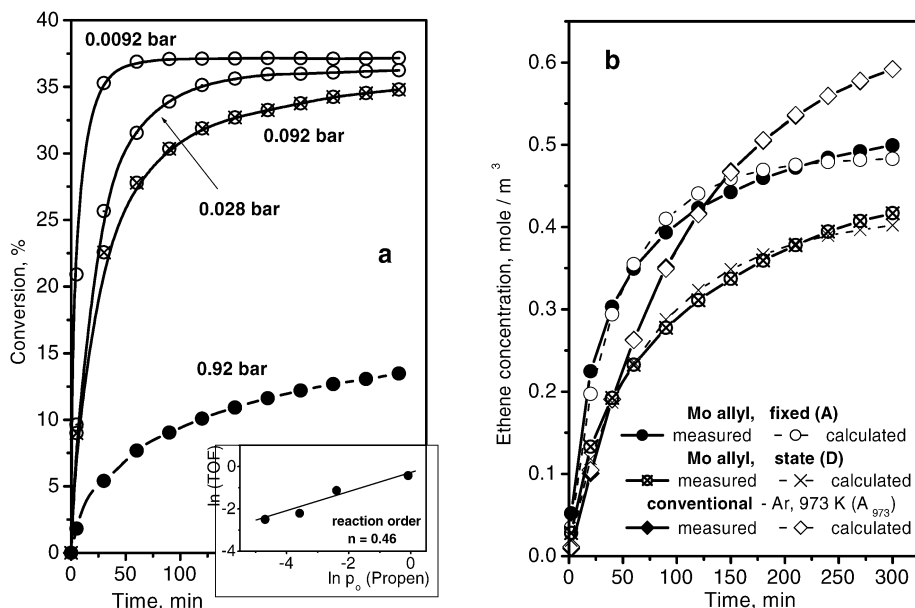 40
35
30
25
20
15
10
5
0
Conversion, %
0.0092 bar
0.028 bar
0.092 bar
a
0.92 bar
0 50 100
Time, min
ln (TOF)
0
-2
-4
reaction order
n = 0.46
-4 -2 0
ln p o (Propen)
b
Ethene concentration, mole / m 3
0.6
0.5
0.4
0.3
0.2
0.1
0.0
Mo allyl, fixed (A)
measured calculated
Mo allyl, state (D)
measured calculated
conventional - Ar, 973 K (A 973)
measured calculated
0 50 100 150 200 250 300
Time, min